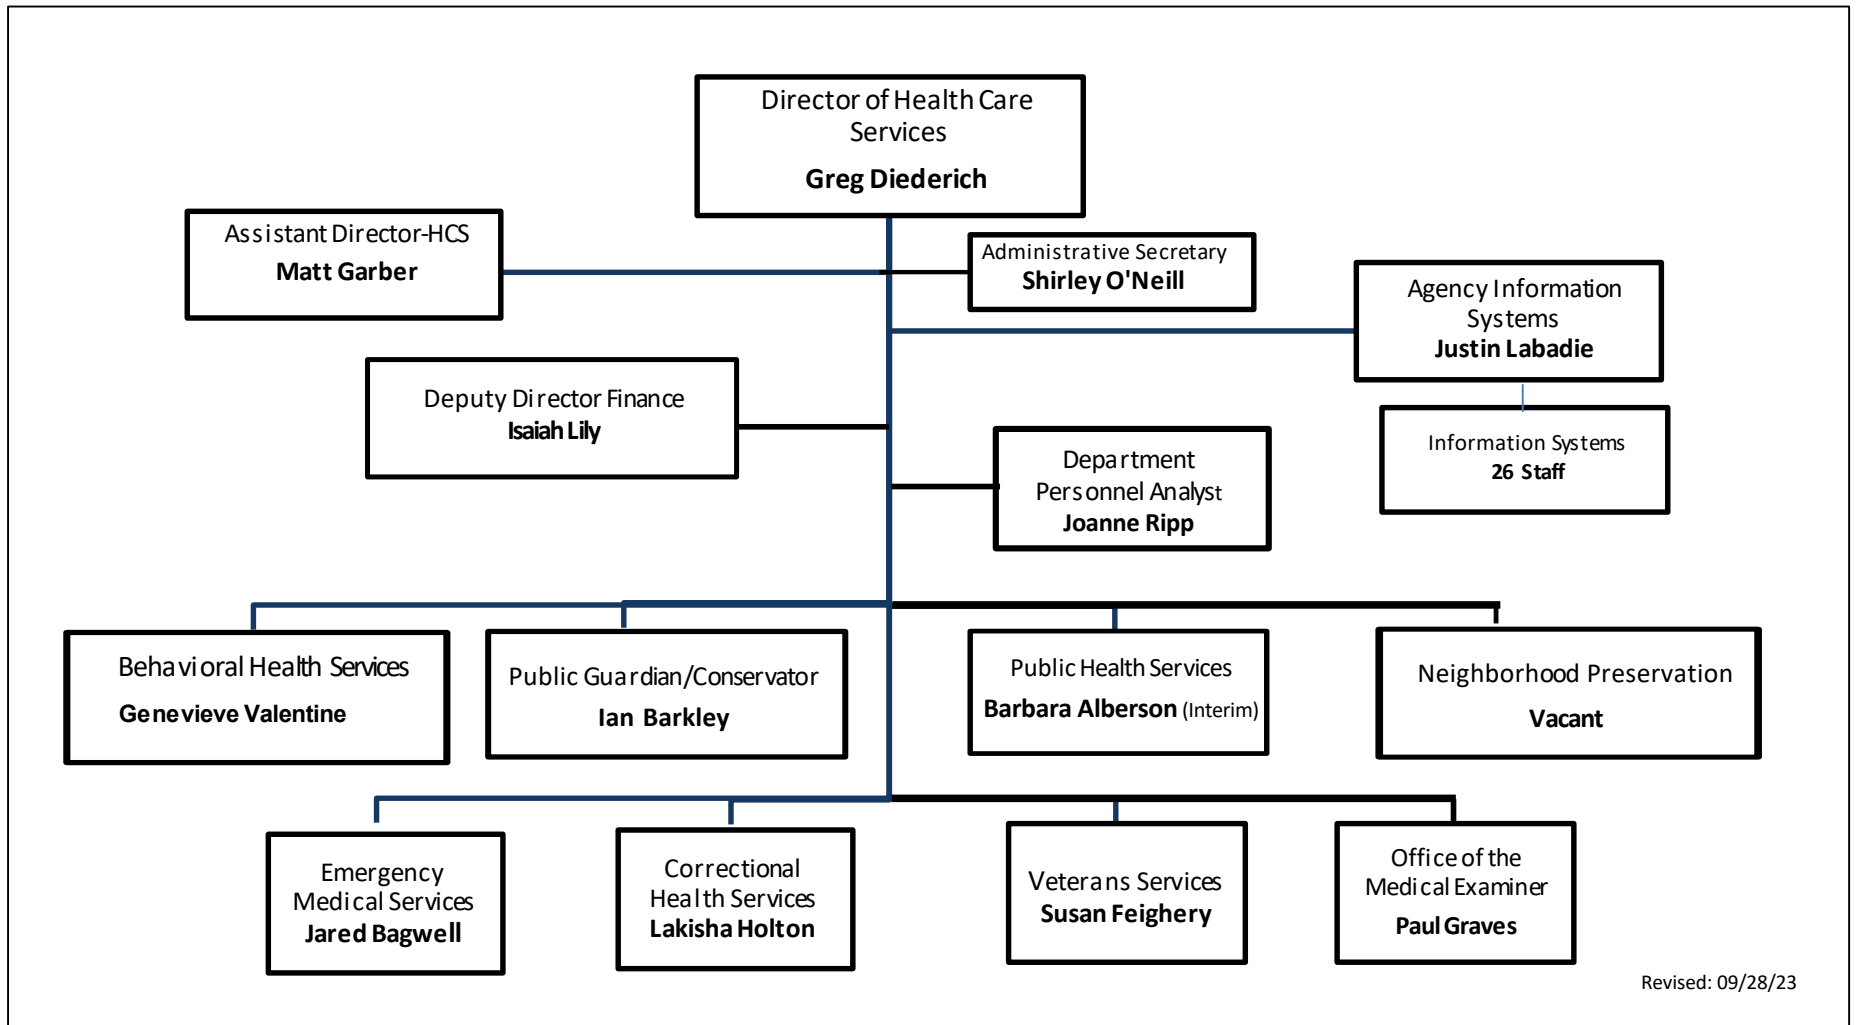 Director of Health Care
Services
Greg Diederich
Assistant Director-HCS
Matt Garber
Administrative Secretary
Shirley O'Neill
Agency Information
Systems
Justin Labadie
Deputy Director Finance
Isaiah Lily
Information Systems
26 Staff
Department
Personnel Analyst
Joanne Ripp
Behavioral Health Services
Genevieve Valentine
Public Guardian/Conservator
Ian Barkley
Public Health Services
Barbara Alberson (Interim)
Neighborhood Preservation
Vacant
Emergency
Medical Services
Jared Bagwell
Correctional
Health Services
Lakisha Holton
Veterans Services
Susan Feighery
Office of the
Medical Examiner
Paul Graves
Revised: 09/28/23